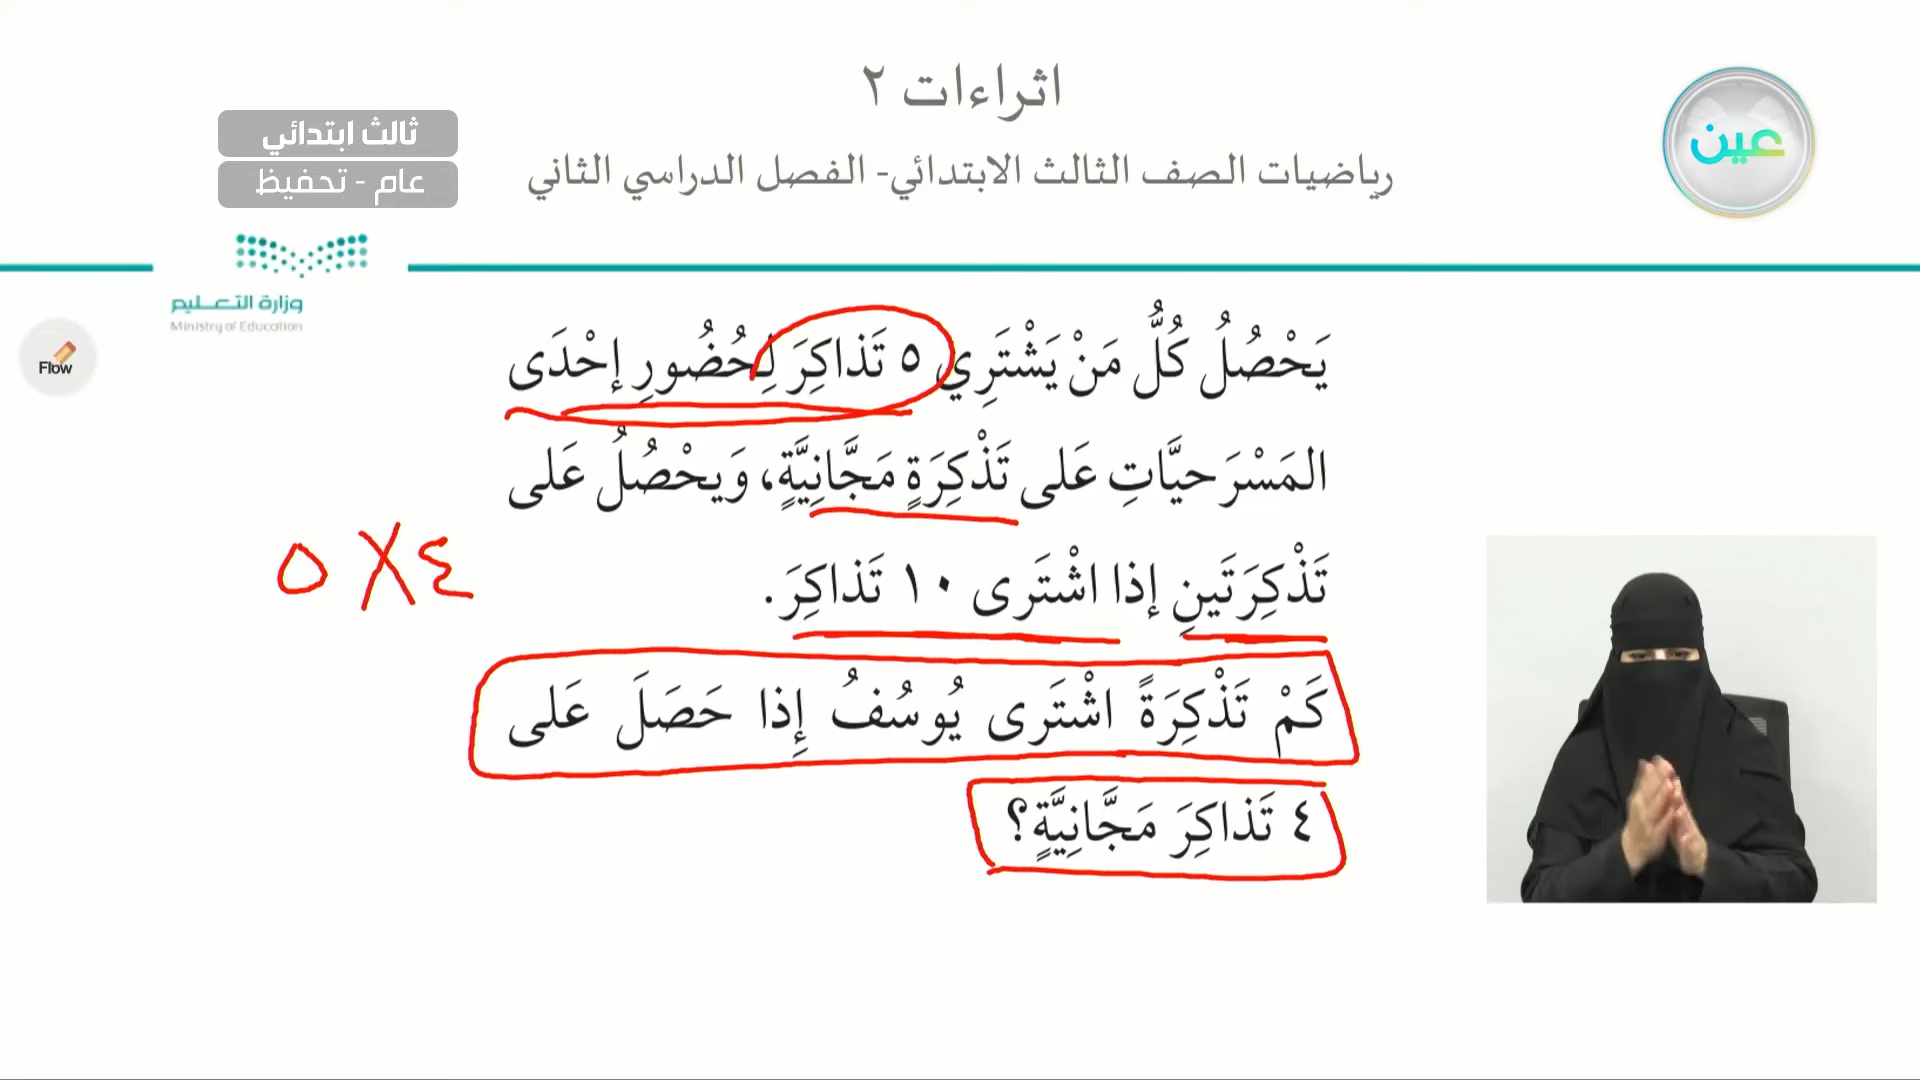 اثراءات ٢
ثالث ابتدائي
عام - تحفيظ
رياضيات الصف الثالث الابتدائي- الفصل الدراسي الثاني
عين
وزارة التعليم
Ministry of Education
Flow
يَحْصُلُ كُلُّ مَنْ يَشْتَرِي ٥ تَذاكِرَ لِحُضُورِ إحْدَى
المَسْرَحيَّاتِ عَلى تَذْكِرَةٍ مَجَّانِيَّةٍ، وَيحْصُلُ عَلى
تَذْكِرَتَينِ إذا اشْتَرى ١٠ تَذاكِرَ.
٤ X ٥
كَمْ تَذْكِرَةً اشْتَرى يُوسُفُ إِذا حَصَلَ عَلى
٤ تَذاكِرَ مَجَّانِيَّةٍ؟